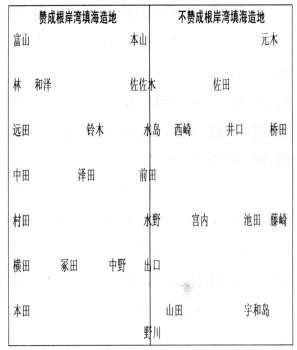 赞成根岸湾填海造地 不赞成根岸湾填海造地
富山 本山 元木
林 和泽 佐佐木 佐田
远田 铃木 水岛 西崎 井口 桥田
中田 泽田 前田
村田 水野 宫内 池田 藤崎
横田 冢田 中野 出口
本田 山田 宇和岛
野川